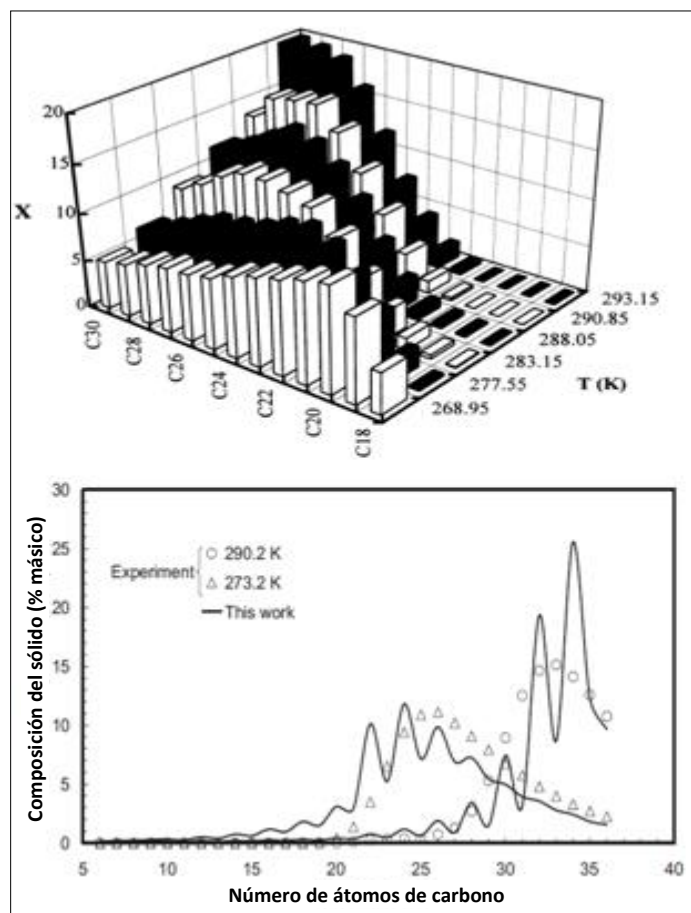 20
15
X
10
5
0
C30
C28
C26
C24
C22
C20
C18
293.15
290.85
288.05
283.15
277.55
268.95
T (K)
Composición del sólido (% másico)
30
25
20
15
10
5
0
Experiment
290.2 K
273.2 K
This work
5
10
15
20
25
30
35
40
Número de átomos de carbono